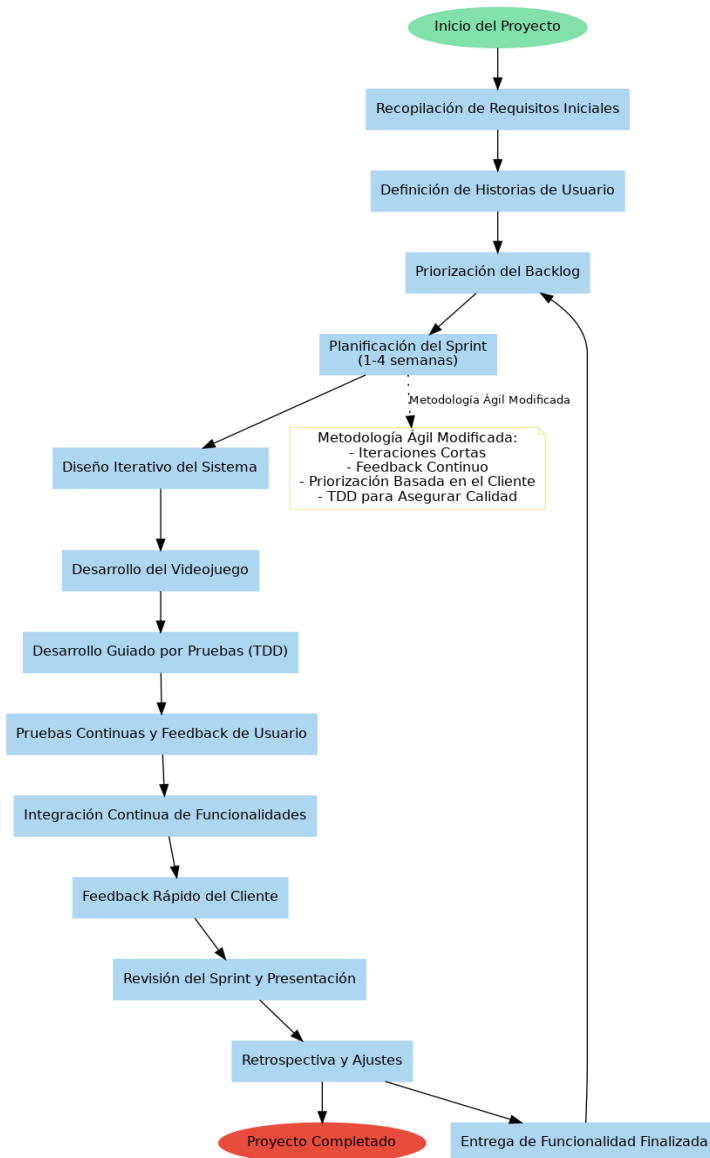 Inicio del Proyecto
Recopilación de Requisitos Iniciales
Definición de Historias de Usuario
Priorización del Backlog
Planificación del Sprint
(1-4 semanas)
Metodología Ágil Modificada
Metodología Ágil Modificada:
- Iteraciones Cortas
- Feedback Continuo
- Priorización Basada en el Cliente
- TDD para Asegurar Calidad
Diseño Iterativo del Sistema
Desarrollo del Videojuego
Desarrollo Guiado por Pruebas (TDD)
Pruebas Continuas y Feedback de Usuario
Integración Continua de Funcionalidades
Feedback Rápido del Cliente
Revisión del Sprint y Presentación
Retrospectiva y Ajustes
Proyecto Completado
Entrega de Funcionalidad Finalizada